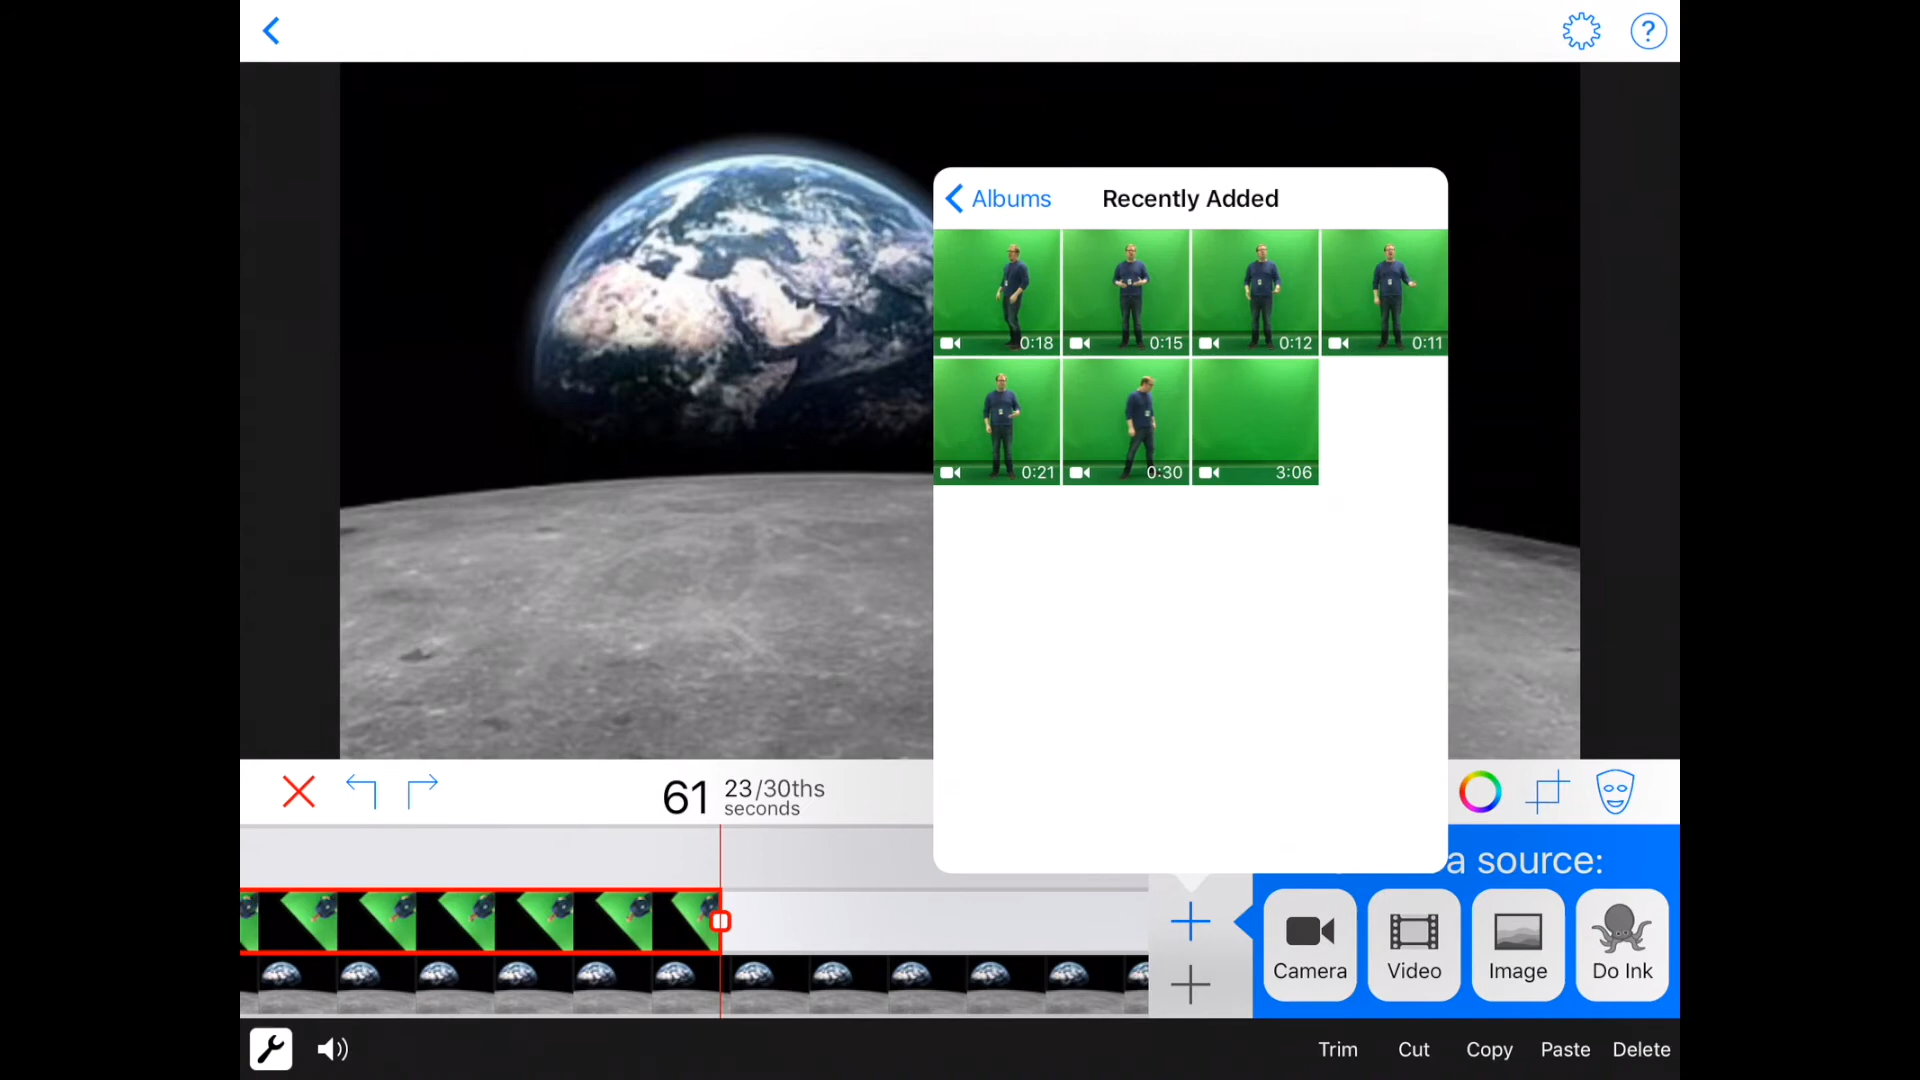 ?
Albums Recently Added
0:18 0:15 0:12 0:11
0:21 0:30 3:06
61 23/30ths
seconds
a source:
Camera Video Image Do Ink
Trim Cut Copy Paste Delete